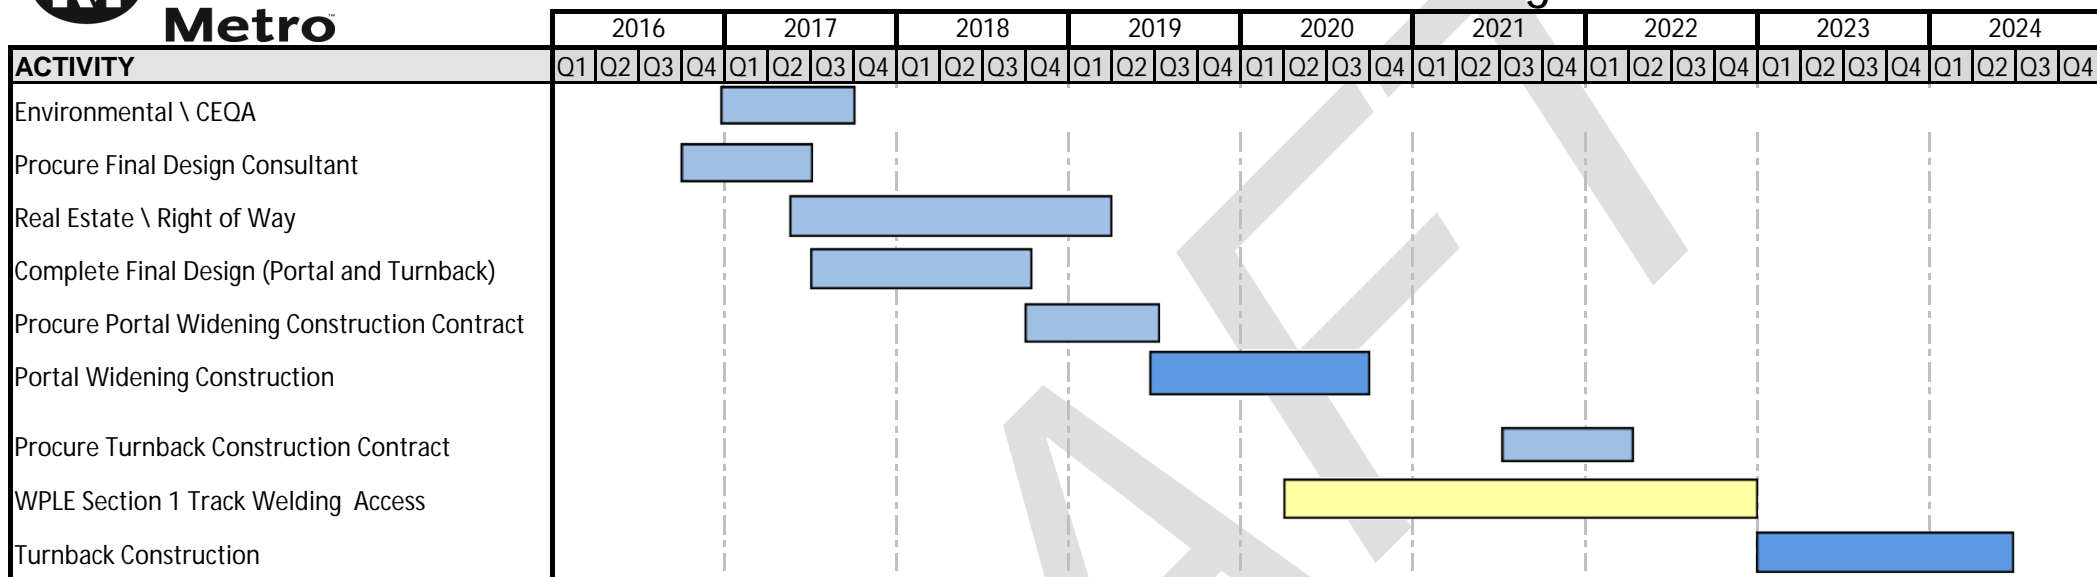 Metro
2016 2017 2018 2019 2020 2021 2022 2023 2024
ACTIVITY Q1 Q2 Q3 Q4 Q1 Q2 Q3 Q4 Q1 Q2 Q3 Q4 Q1 Q2 Q3 Q4 Q1 Q2 Q3 Q4 Q1 Q2 Q3 Q4 Q1 Q2 Q3 Q4 Q1 Q2 Q3 Q4 Q1 Q2 Q3 Q4
Environmental \ CEQA
Procure Final Design Consultant
Real Estate \ Right of Way
Complete Final Design (Portal and Turnback)
Procure Portal Widening Construction Contract
Portal Widening Construction
Procure Turnback Construction Contract
WPLE Section 1 Track Welding  Access
Turnback Construction